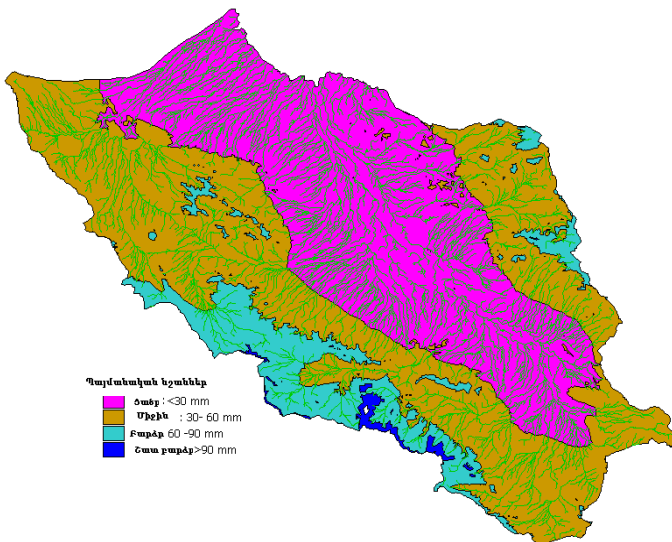 Պայմանական նշաններ
Ցածր : <30 mm
Միջին : 30- 60 mm
Բարձր 60 -90 mm
Շատ բարձր>90 mm